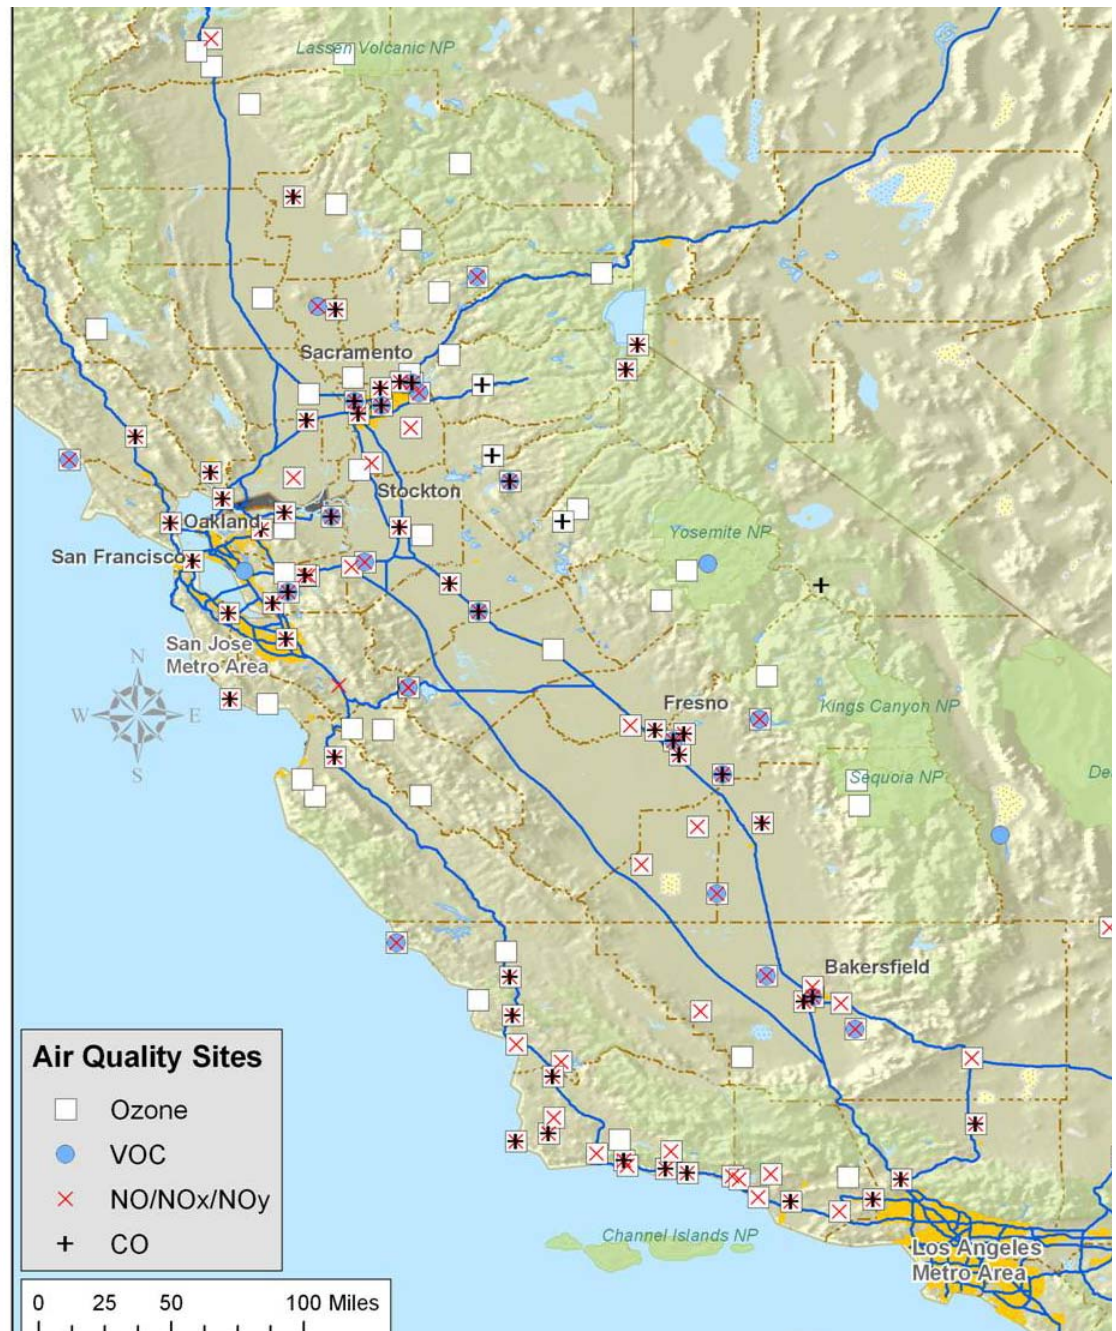 Lassen Volcanic NP
Sacramento
Stockton
Oakland
San Francisco
Yosemite NP
San Jose
Metro Area
N
W
E
S
Fresno
Kings Canyon NP
Sequoia NP
De
Bakersfield
Channel Islands NP
Los Angeles
Metro Area
Air Quality Sites
Ozone
VOC
NO/NOx/NOy
CO
0 25 50 100 Miles